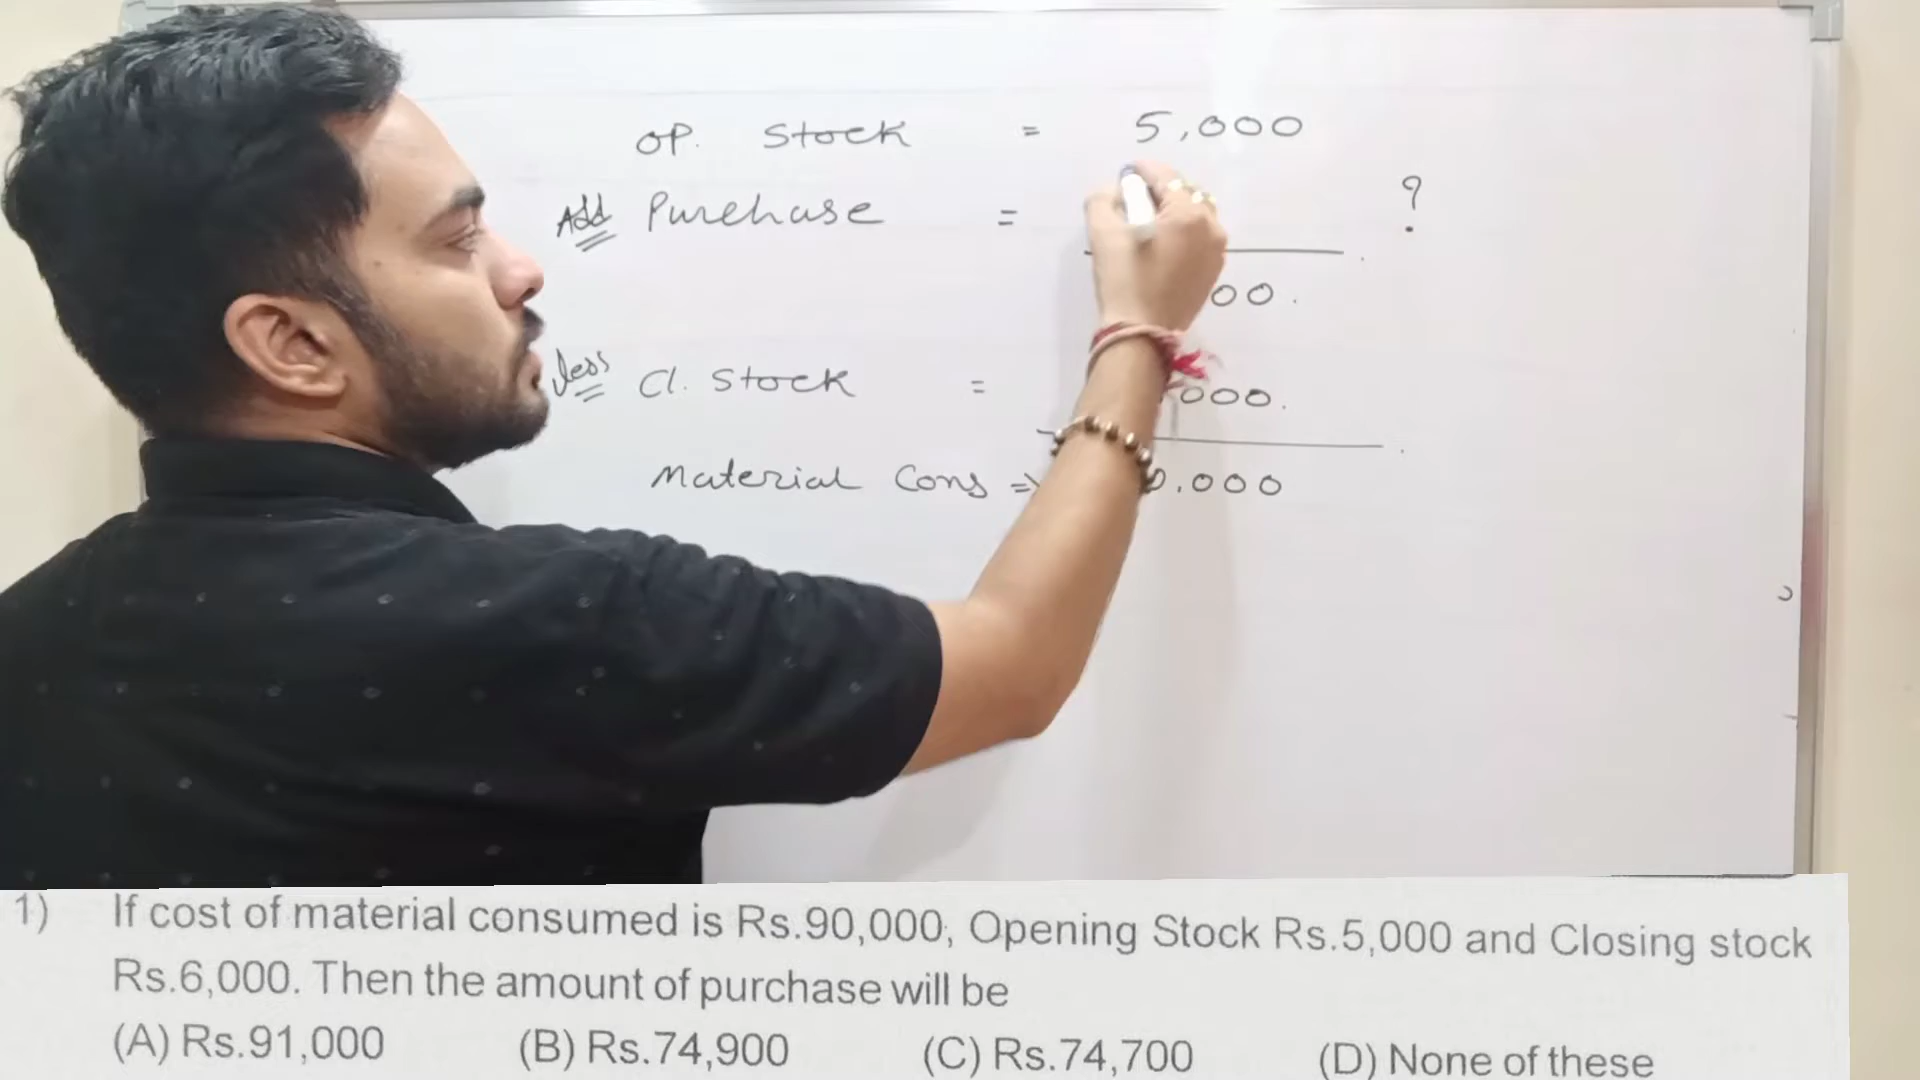 OP. Stock = 5,000
Add Purchase = ?
00.
less Cl. Stock = 000.
Material Cons => 0.000
1) If cost of material consumed is Rs.90,000, Opening Stock Rs.5,000 and Closing stock
Rs.6,000. Then the amount of purchase will be
(A) Rs.91,000 (B) Rs.74,900 (C) Rs.74,700 (D) None of these